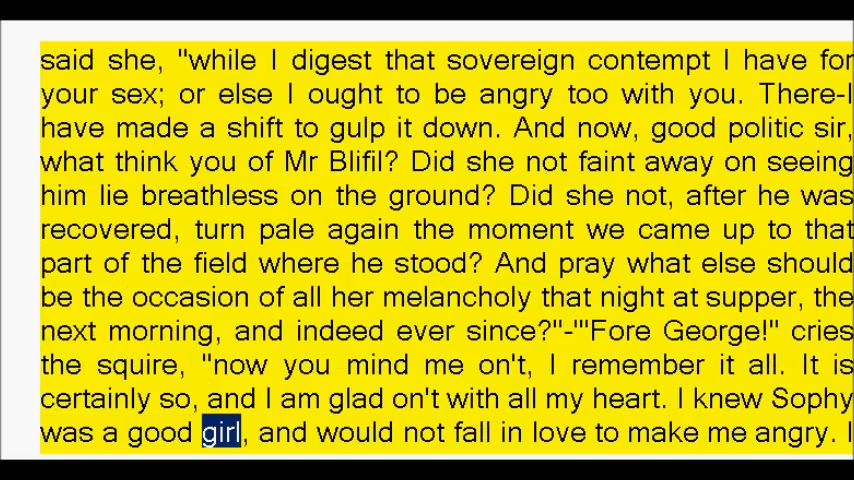 said she, "while I digest that sovereign contempt I have for
your sex; or else I ought to be angry too with you. There-I
have made a shift to gulp it down. And now, good politic sir,
what think you of Mr Blifil? Did she not faint away on seeing
him lie breathless on the ground? Did she not, after he was
recovered, turn pale again the moment we came up to that
part of the field where he stood? And pray what else should
be the occasion of all her melancholy that night at supper, the
next morning, and indeed ever since?"-"'Fore George!" cries
the squire, "now you mind me on't, I remember it all. It is
certainly so, and I am glad on't with all my heart. I knew Sophy
was a good girl, and would not fall in love to make me angry. I